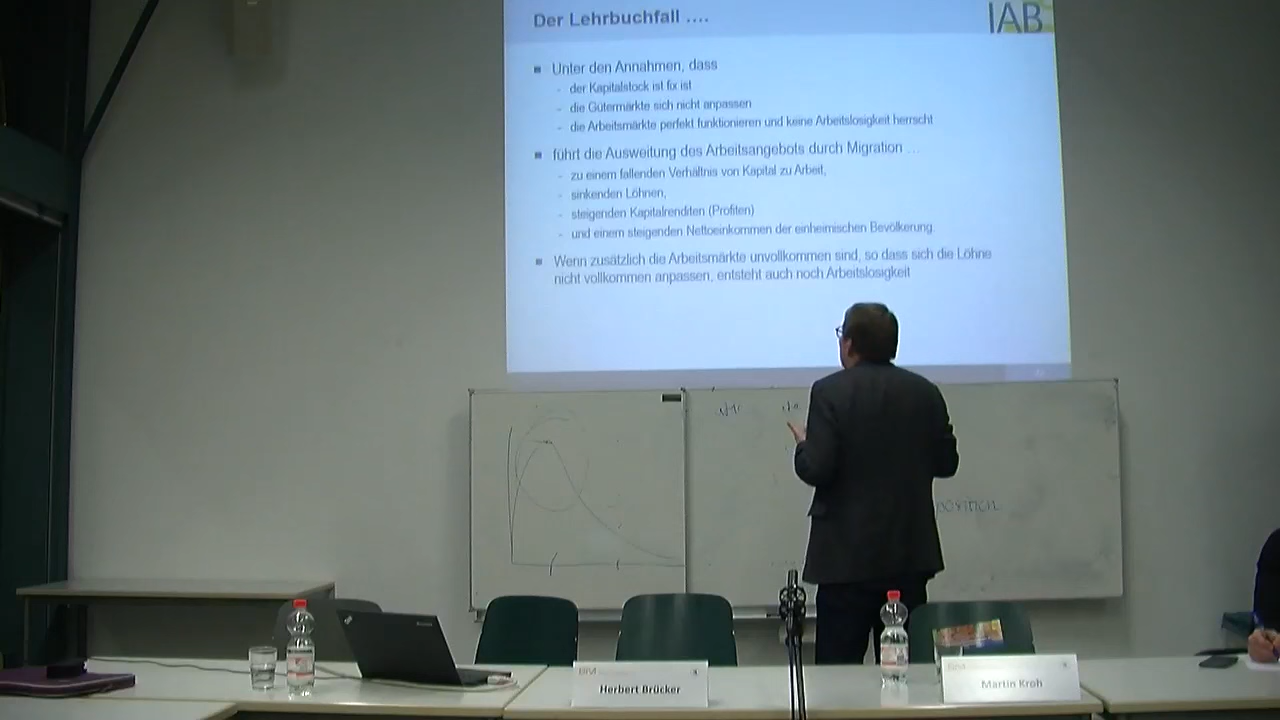 Der Lehrbuchfall ....
IAB
Unter den Annahmen, dass
- der Kapitalstock ist fix ist
- die Gütermärkte sich nicht anpassen
- die Arbeitsmärkte perfekt funktionieren und keine Arbeitslosigkeit herrscht
führt die Ausweitung des Arbeitsangebots durch Migration ...
- zu einem fallenden Verhältnis von Kapital zu Arbeit,
- sinkenden Löhnen,
- steigenden Kapitalrenditen (Profiten)
- und einem steigenden Nettoeinkommen der einheimischen Bevölkerung.
Wenn zusätzlich die Arbeitsmärkte unvollkommen sind, so dass sich die Löhne
nicht vollkommen anpassen, entsteht auch noch Arbeitslosigkeit
Herbert Brücker
Martin Kroh